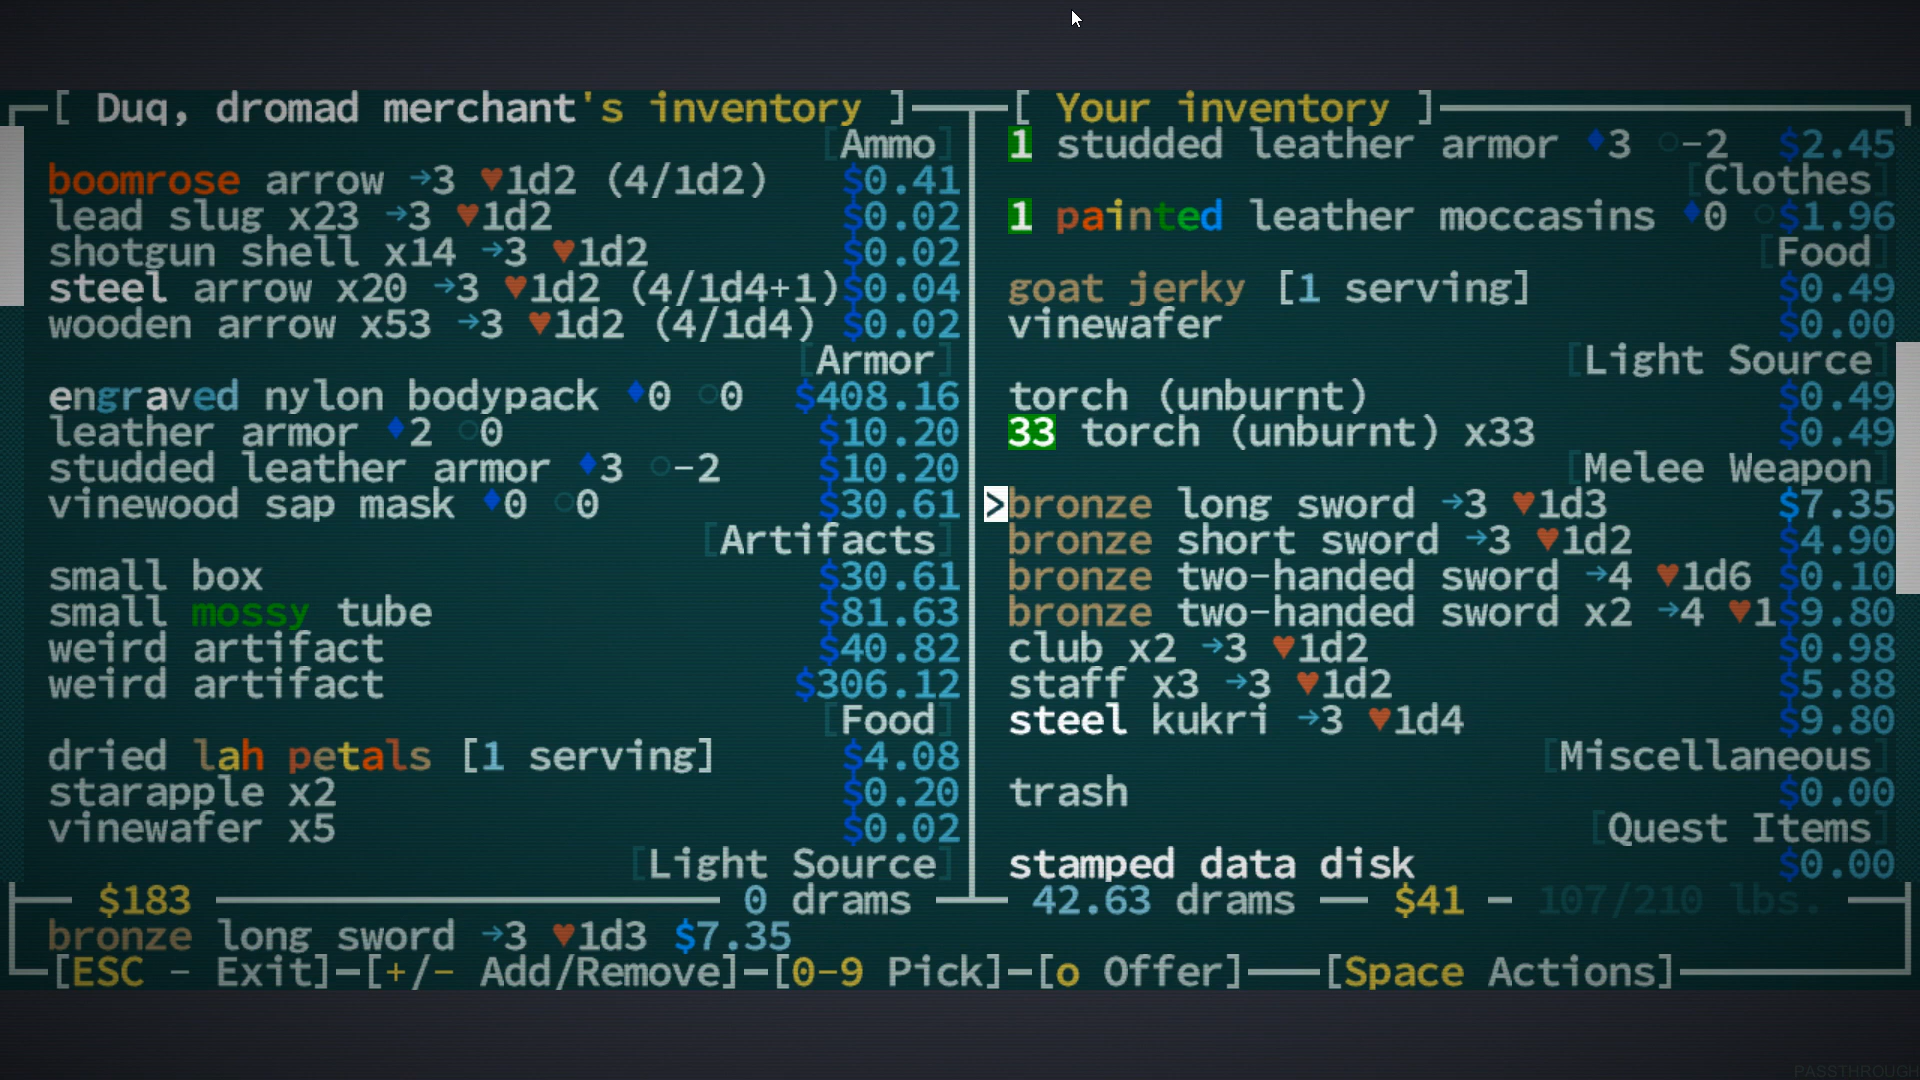 [ Duq, dromad merchant's inventory ]
[Ammo]
boomrose arrow →3 ♥1d2 (4/1d2) $0.41
lead slug x23 →3 ♥1d2 $0.02
shotgun shell x14 →3 ♥1d2 $0.02
steel arrow x20 →3 ♥1d2 (4/1d4+1) $0.04
wooden arrow x53 →3 ♥1d2 (4/1d4) $0.02
[Armor]
engraved nylon bodypack ♦0 ○0 $408.16
leather armor ♦2 ○0 $10.20
studded leather armor ♦3 ○-2 $10.20
vinewood sap mask ♦0 ○0 $30.61
[Artifacts]
small box $30.61
small mossy tube $81.63
weird artifact $40.82
weird artifact $306.12
[Food]
dried lah petals [1 serving] $4.08
starapple x2 $0.20
vinewafer x5 $0.02
[Light Source]
[ Your inventory ]
1 studded leather armor ♦3 ○-2 $2.45
[Clothes]
1 painted leather moccasins ♦0 ○$1.96
[Food]
goat jerky [1 serving] $0.49
vinewafer $0.00
[Light Source]
torch (unburnt) $0.49
33 torch (unburnt) x33 $0.49
[Melee Weapon]
>bronze long sword →3 ♥1d3 $7.35
bronze short sword →3 ♥1d2 $4.90
bronze two-handed sword →4 ♥1d6 $0.10
bronze two-handed sword x2 →4 ♥1$9.80
club x2 →3 ♥1d2 $0.98
staff x3 →3 ♥1d2 $5.88
steel kukri →3 ♥1d4 $9.80
[Miscellaneous]
trash $0.00
[Quest Items]
stamped data disk $0.00
$183 0 drams 42.63 drams $41 107/210 lbs.
bronze long sword →3 ♥1d3 $7.35
[ESC - Exit] [+/- Add/Remove] [0-9 Pick] [o Offer] [Space Actions]
PASSTHROUGH